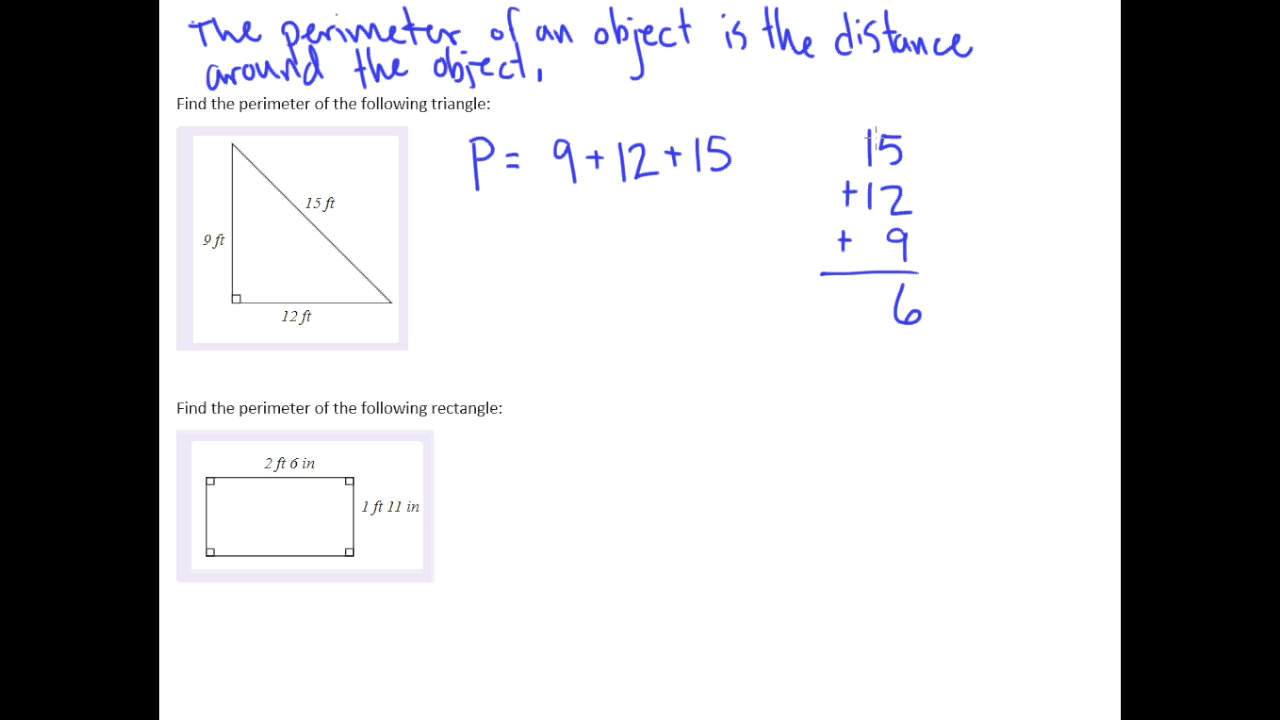 The perimeter of an object is the distance
around the object.
Find the perimeter of the following triangle:
P = 9 + 12 + 15
15 ft
9 ft
12 ft
15
+12
+ 9
6
Find the perimeter of the following rectangle:
2 ft 6 in
1 ft 11 in